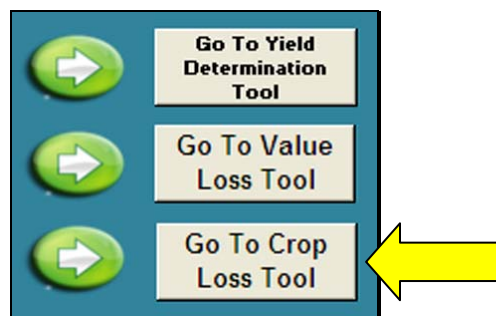 Go To Yield
Determination
Tool
Go To Value
Loss Tool
Go To Crop
Loss Tool